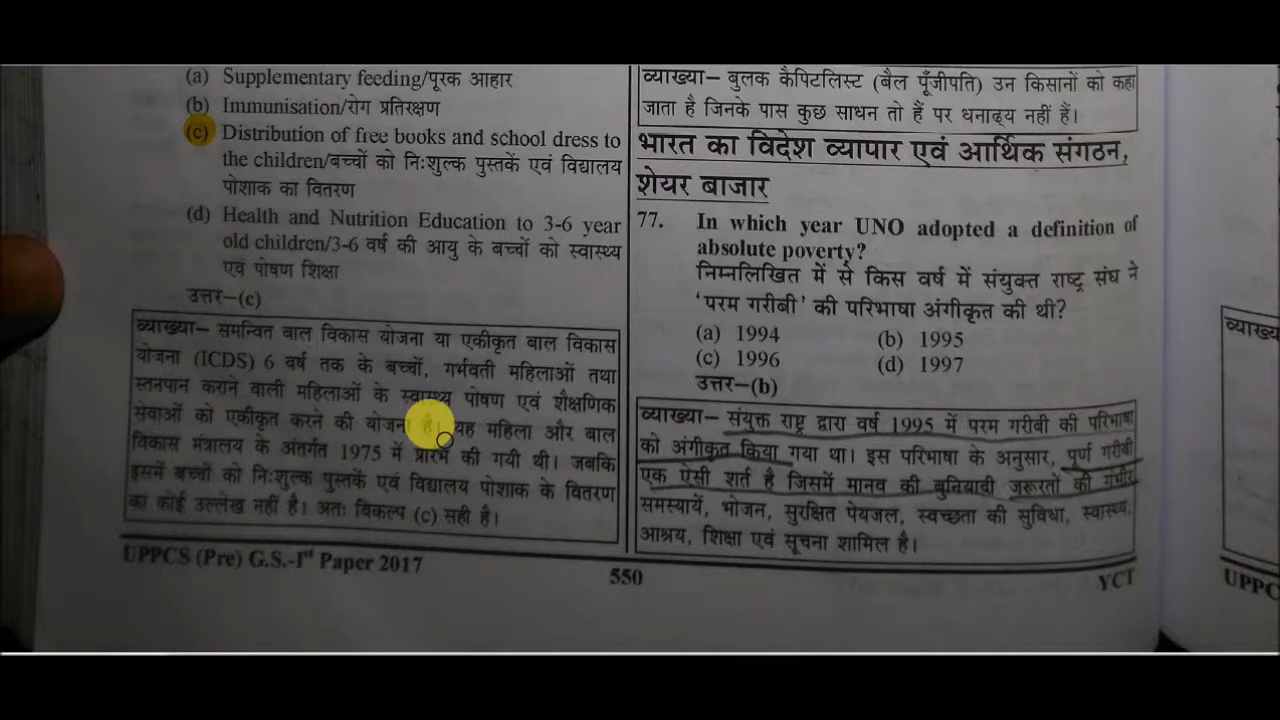 (a) Supplementary feeding/पूरक आहार
(b) Immunisation/रोग प्रतिरक्षण
(c) Distribution of free books and school dress to
the children/बच्चों को नि:शुल्क पुस्तकें एवं विद्यालय
पोशाक का वितरण
(d) Health and Nutrition Education to 3-6 year
old children/3-6 वर्ष की आयु के बच्चों को स्वास्थ्य
एवं पोषण शिक्षा
उत्तर–(c)
व्याख्या– समन्वित बाल विकास योजना या एकीकृत बाल विकास
योजना (ICDS) 6 वर्ष तक के बच्चों, गर्भवती महिलाओं तथा
स्तनपान कराने वाली महिलाओं के स्वास्थ्य पोषण एवं शैक्षणिक
सेवाओं को एकीकृत करने की योजना है। यह महिला और बाल
विकास मंत्रालय के अंतर्गत 1975 में प्रारंभ की गयी थी। जबकि
इसमें बच्चों को नि:शुल्क पुस्तकें एवं विद्यालय पोशाक के वितरण
का कोई उल्लेख नहीं है। अतः विकल्प (c) सही है।
व्याख्या– बुलक कैपिटलिस्ट (बैल पूँजीपति) उन किसानों को कहा
जाता है जिनके पास कुछ साधन तो हैं पर धनाढ्य नहीं हैं।
भारत का विदेश व्यापार एवं आर्थिक संगठन,
शेयर बाजार
77. In which year UNO adopted a definition of
absolute poverty?
निम्नलिखित में से किस वर्ष में संयुक्त राष्ट्र संघ ने
'परम गरीबी' की परिभाषा अंगीकृत की थी?
(a) 1994 (b) 1995
(c) 1996 (d) 1997
उत्तर–(b)
व्याख्या– संयुक्त राष्ट्र द्वारा वर्ष 1995 में परम गरीबी की परिभाषा
को अंगीकृत किया गया था। इस परिभाषा के अनुसार, पूर्ण गरीबी
एक ऐसी शर्त है जिसमें मानव की बुनियादी जरूरतों की गंभीर
समस्यायें, भोजन, सुरक्षित पेयजल, स्वच्छता की सुविधा, स्वास्थ्य,
आश्रय, शिक्षा एवं सूचना शामिल है।
UPPCS (Pre) G.S.-Ist Paper 2017 550 YCT
व्याख्य
UPPC